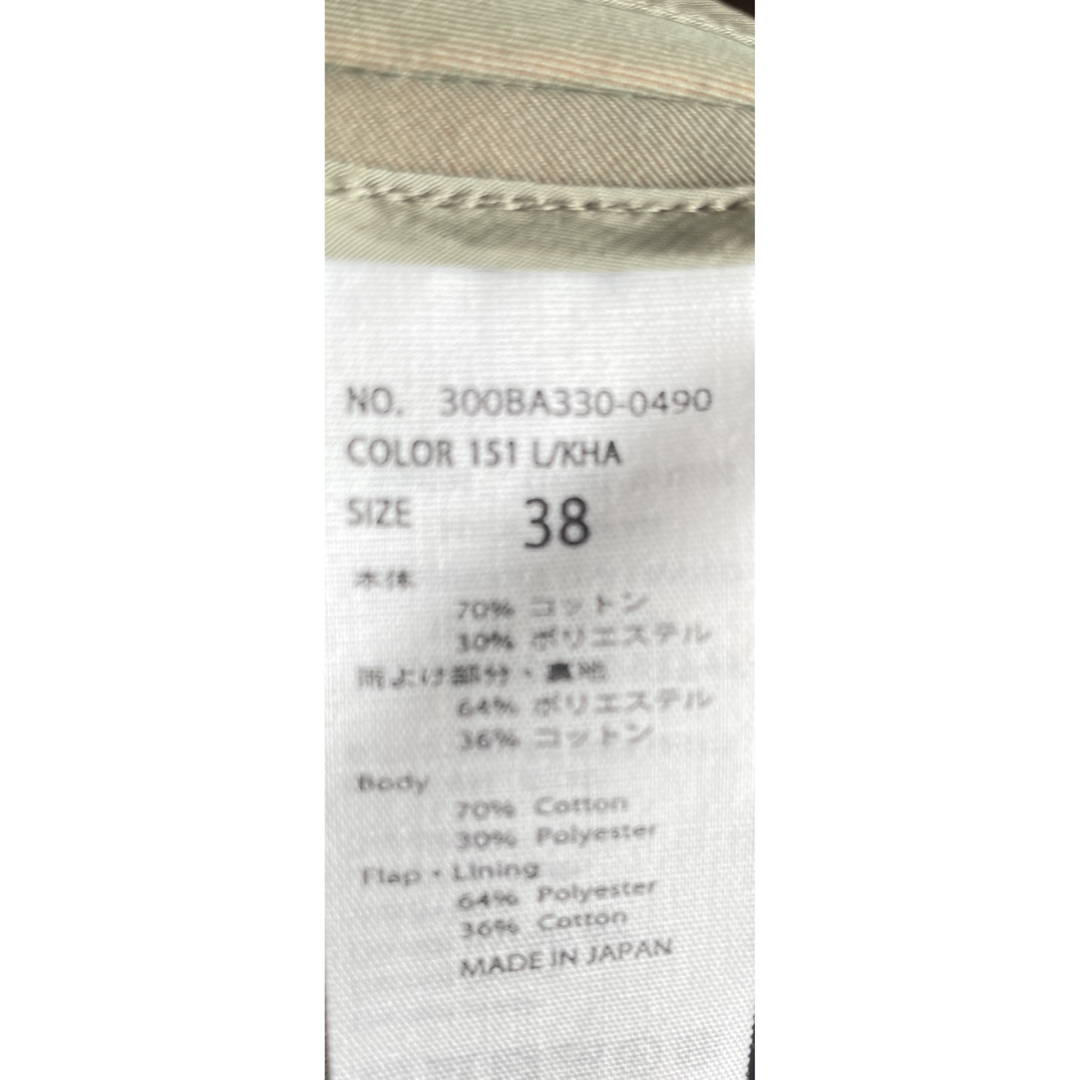 NO. 300BA330-0490
COLOR 151 L/KHA
SIZE 38
本体
70% コットン
30% ポリエステル
雨よけ部分・裏地
64% ポリエステル
36% コットン
Body
70% Cotton
30% Polyester
Flap・Lining
64% Polyester
36% Cotton
MADE IN JAPAN